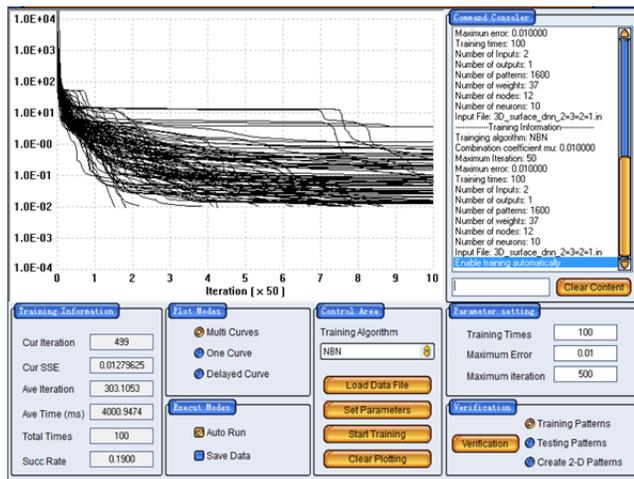 1.0E+04
1.0E+03
1.0E+02
1.0E+01
1.0E-00
1.0E-01
1.0E-02
1.0E-03
1.0E-04
0 1 2 3 4 5 6 7 8 9 10
Iteration [ × 50 ]
Command Consoler
Maximun error: 0.010000
Training times: 100
Number of Inputs: 2
Number of outputs: 1
Number of patterns: 1600
Number of weights: 37
Number of nodes: 12
Number of neurons: 10
Input File: 3D_surface_dnn_2=3=2=1.in
-------------Training Information-------------
Trainging algorithm: NBN
Combination coefficient mu: 0.010000
Maximum Iteration: 50
Maximun error: 0.010000
Training times: 100
Number of Inputs: 2
Number of outputs: 1
Number of patterns: 1600
Number of weights: 37
Number of nodes: 12
Number of neurons: 10
Input File: 3D_surface_dnn_2=3=2=1.in
Enable training automatically
Clear Content
Training Information
Cur Iteration 499
Cur SSE 0.01279625
Ave Iteration 303.1053
Ave Time (ms) 4000.9474
Total Times 100
Succ Rate 0.1900
Plot Modes
Multi Curves
One Curve
Delayed Curve
Execut Modes
Auto Run
Save Data
Control Area
Training Algorithm
NBN
Load Data File
Set Parameters
Start Training
Clear Plotting
Parameter setting
Training Times 100
Maximum Error 0.01
Maximum iteration 500
Verification
Verification
Training Patterns
Testing Patterns
Create 2-D Patterns